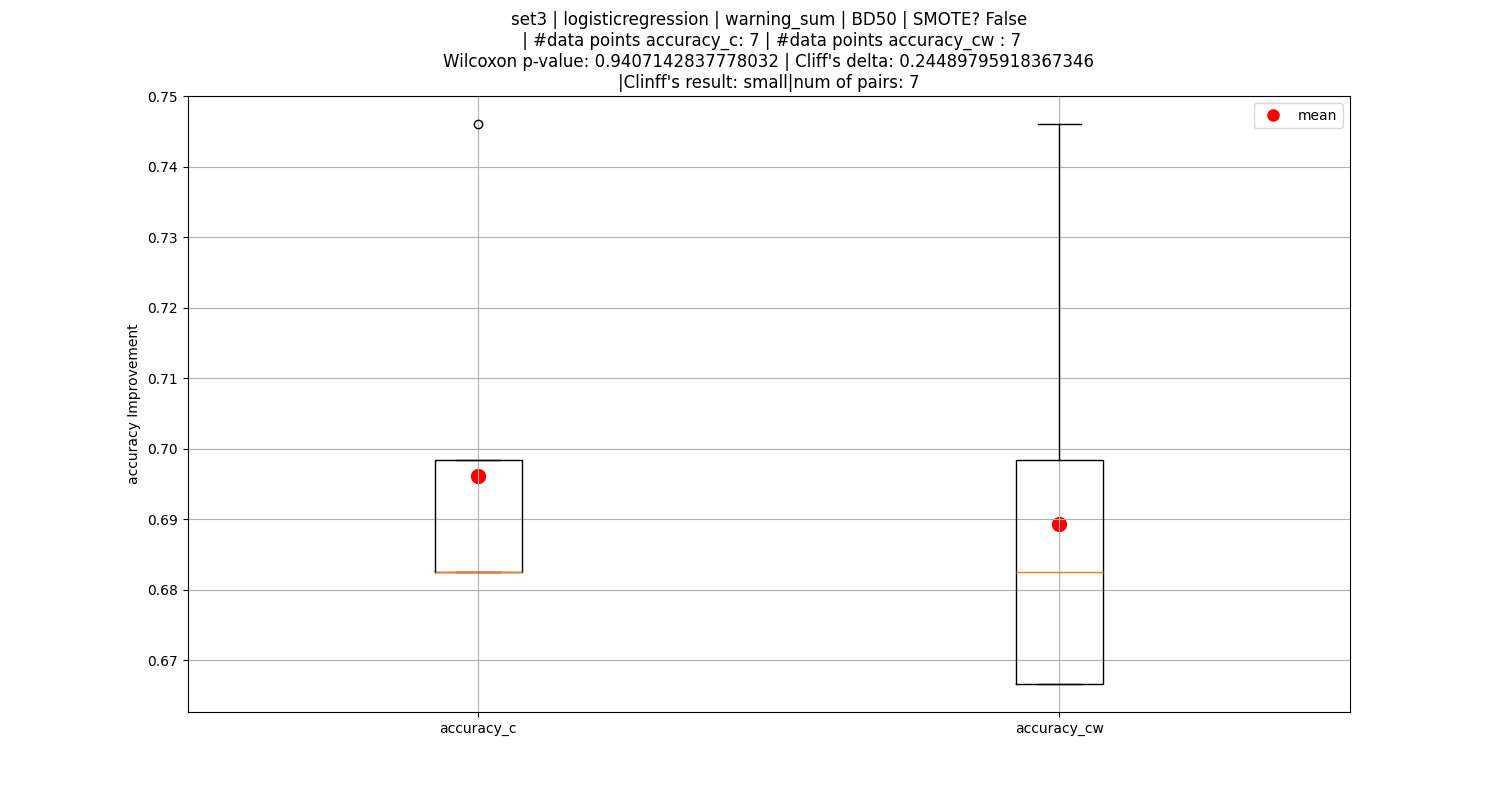 set3 | logisticregression | warning_sum | BD50 | SMOTE? False
| #data points accuracy_c: 7 | #data points accuracy_cw : 7
Wilcoxon p-value: 0.9407142837778032 | Cliff's delta: 0.24489795918367346
|Clinff's result: small|num of pairs: 7
mean
accuracy Improvement
0.75
0.74
0.73
0.72
0.71
0.70
0.69
0.68
0.67
accuracy_c
accuracy_cw